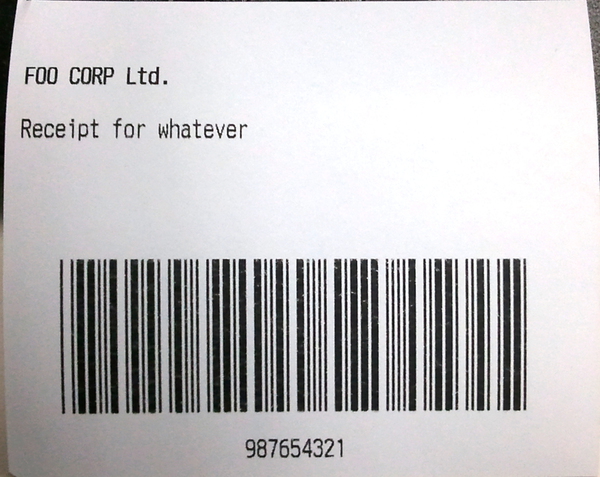 FOO CORP Ltd.
Receipt for whatever
987654321